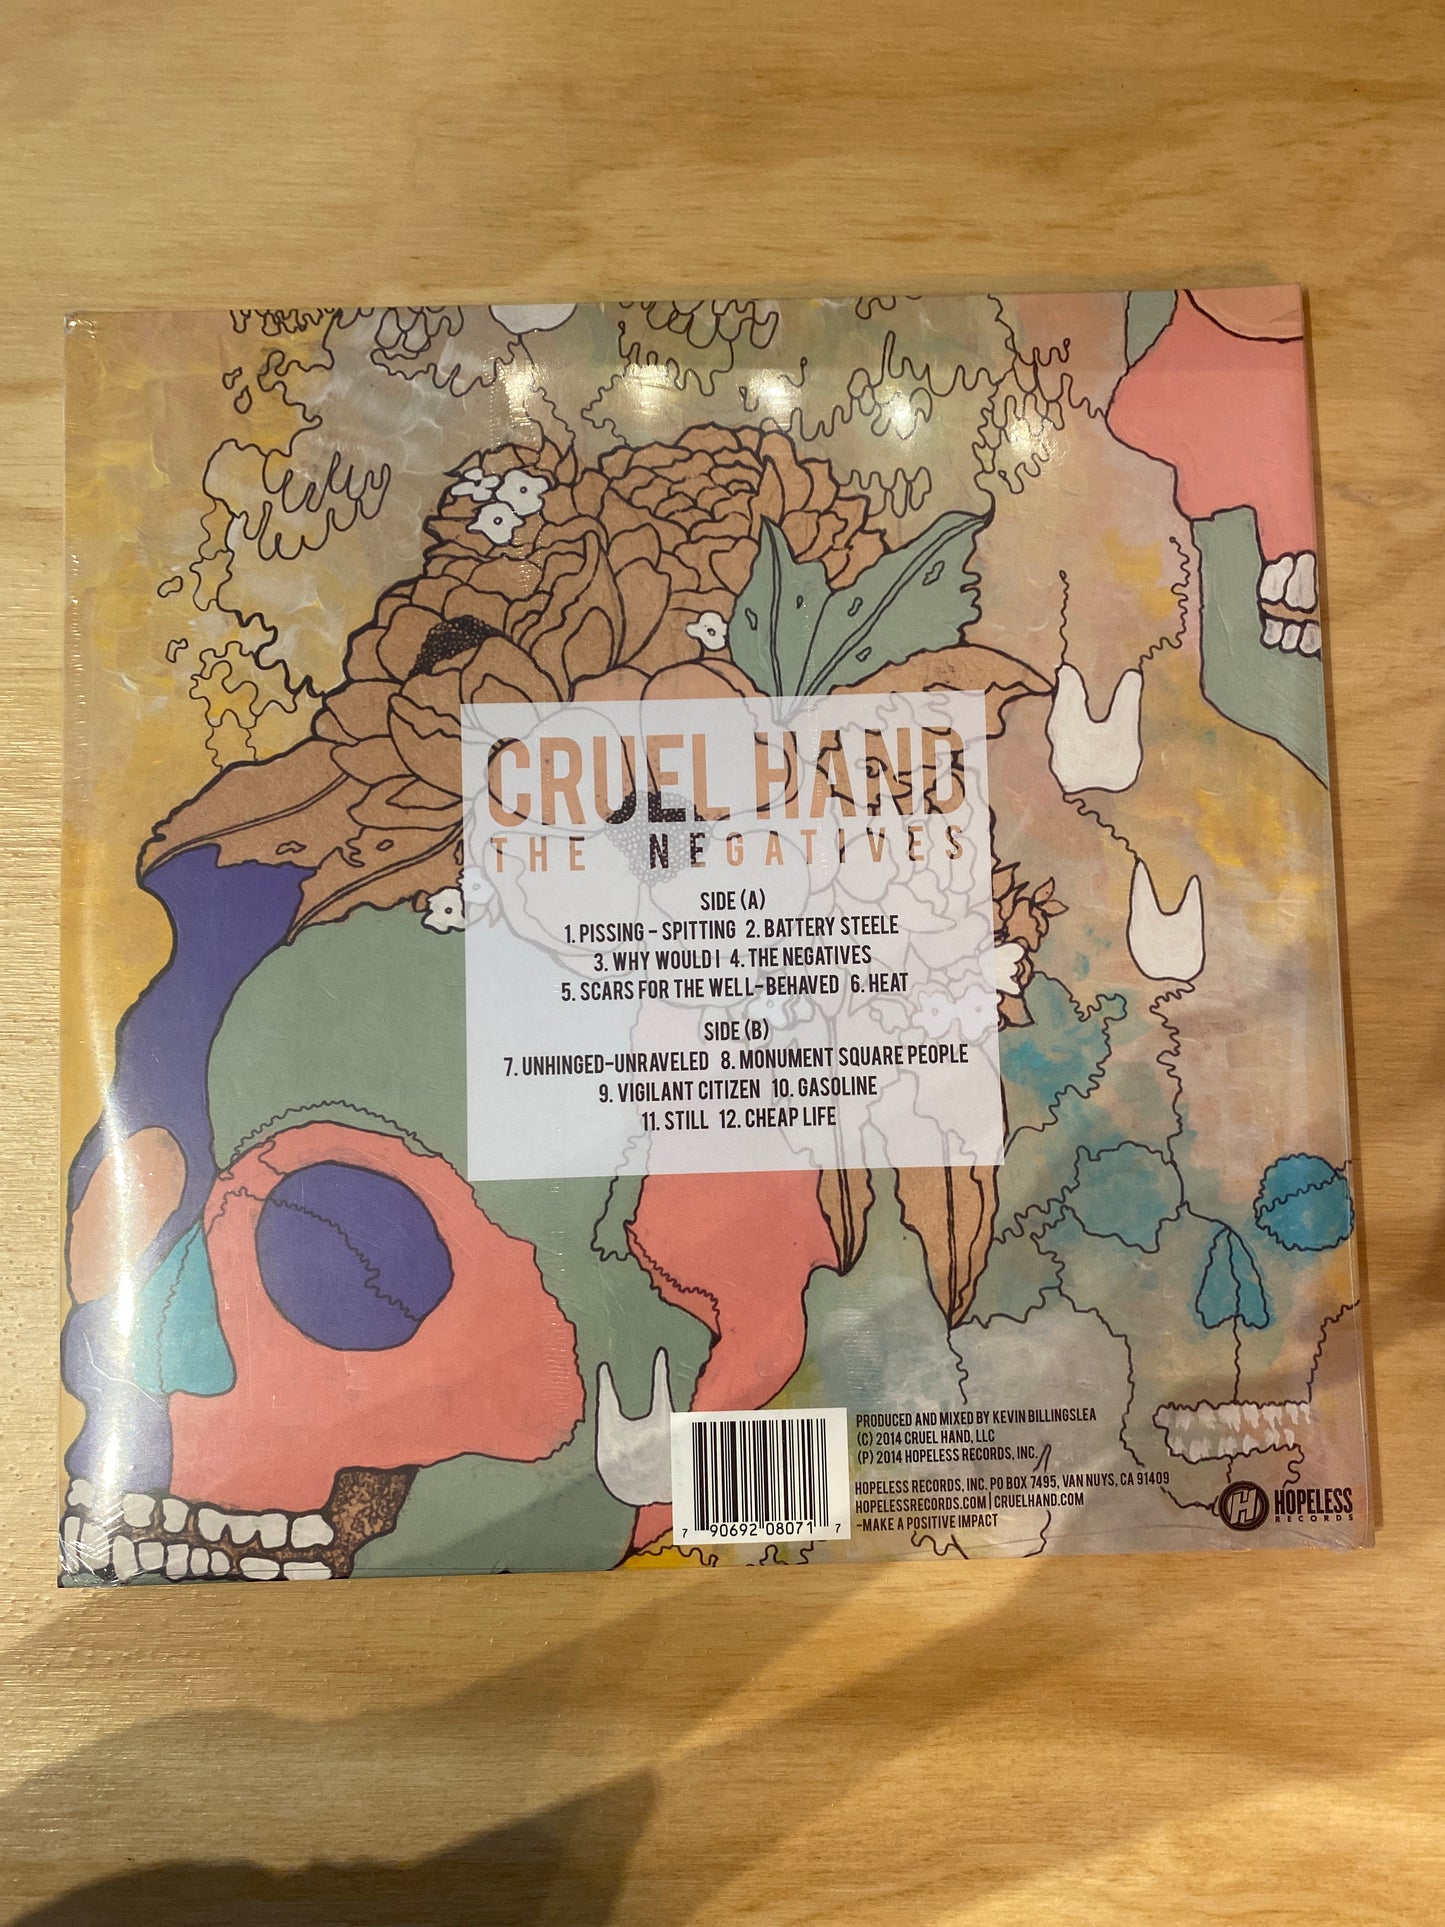 CRUEL HAND
THE NEGATIVES
SIDE (A)
1. PISSING - SPITTING 2. BATTERY STEELE
3. WHY WOULD I 4. THE NEGATIVES
5. SCARS FOR THE WELL-BEHAVED 6. HEAT
SIDE (B)
7. UNHINGED-UNRAVELED 8. MONUMENT SQUARE PEOPLE
9. VIGILANT CITIZEN 10. GASOLINE
11. STILL 12. CHEAP LIFE
PRODUCED AND MIXED BY KEVIN BILLINGSLEA
(C) 2014 CRUEL HAND, LLC
(P) 2014 HOPELESS RECORDS, INC.
HOPELESS RECORDS, INC. PO BOX 7495, VAN NUYS, CA 91409
HOPELESSRECORDS.COM | CRUELHAND.COM
-MAKE A POSITIVE IMPACT
7 90692 08071 7
H HOPELESS
RECORDS